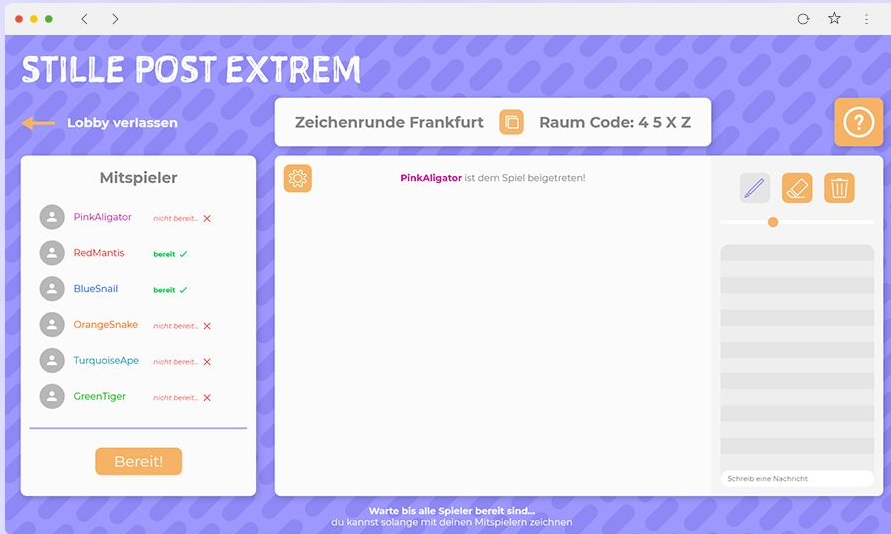 STILLE POST EXTREM
Lobby verlassen
Zeichenrunde Frankfurt
Raum Code: 4 5 X Z
?
Mitspieler
PinkAligator nicht bereit...
RedMantis bereit
BlueSnail bereit
OrangeSnake nicht bereit...
TurquoiseApe nicht bereit...
GreenTiger nicht bereit...
Bereit!
PinkAligator ist dem Spiel beigetreten!
Schreib eine Nachricht
Warte bis alle Spieler bereit sind...
du kannst solange mit deinen Mitspielern zeichnen